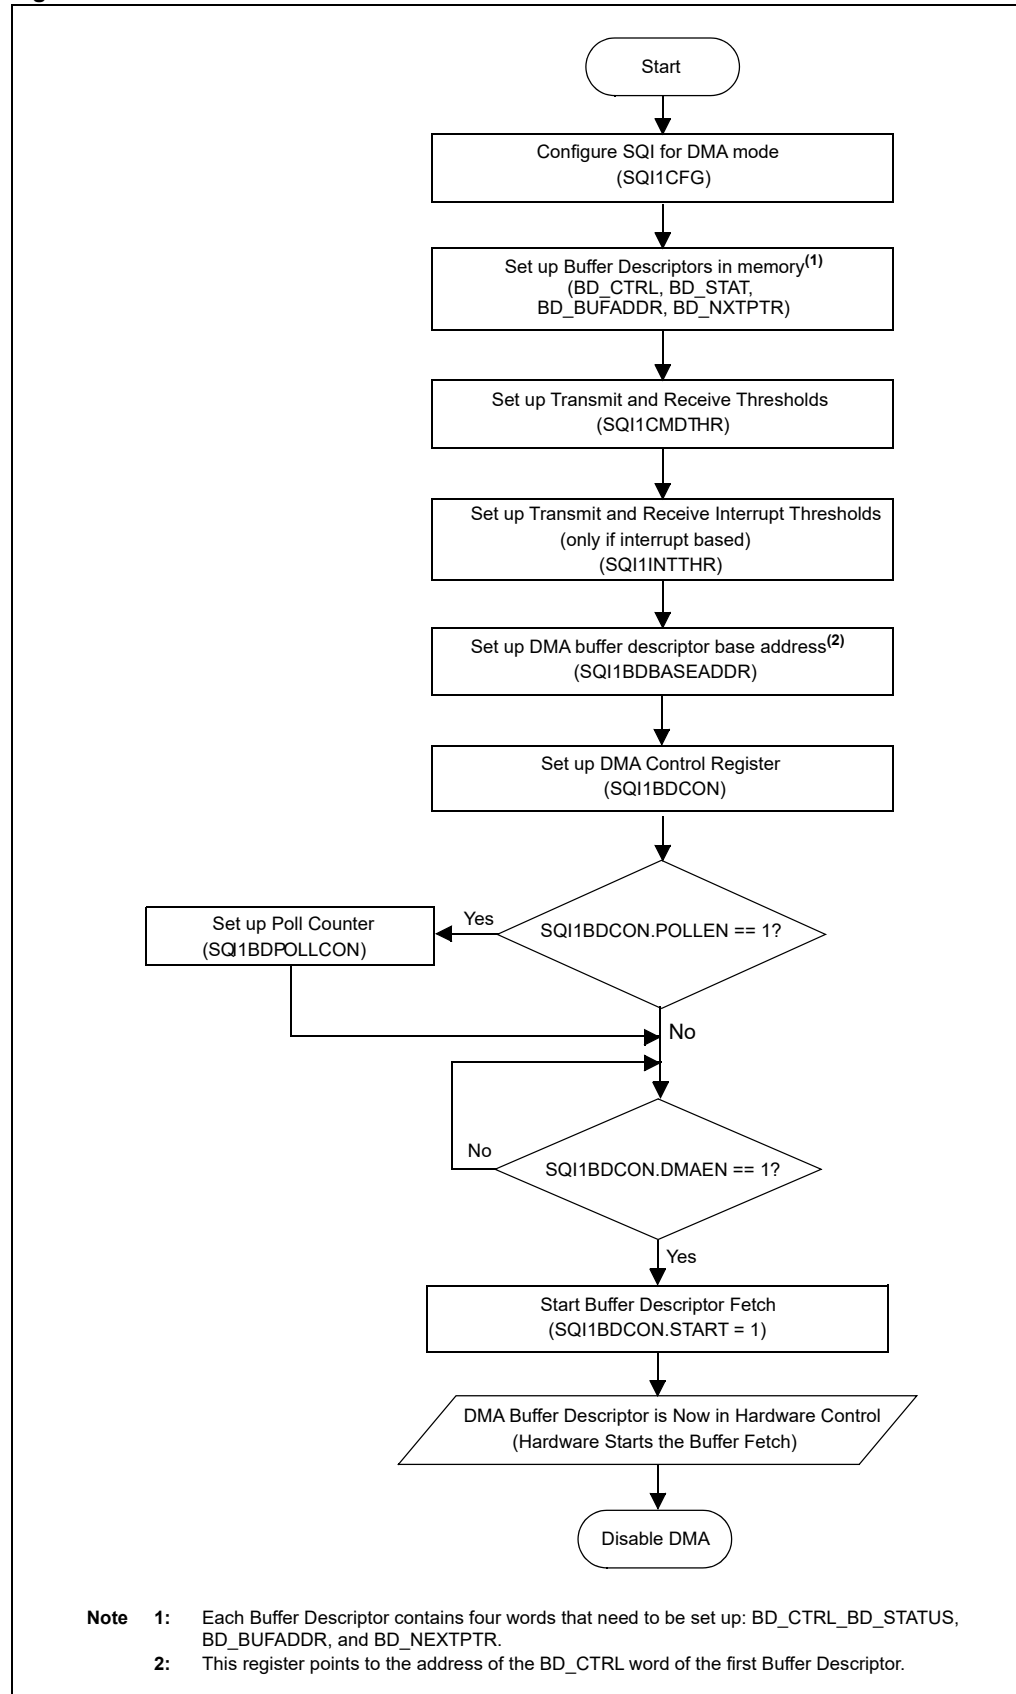 Start
Configure SQI for DMA mode
(SQI1CFG)
Set up Buffer Descriptors in memory(1)
(BD_CTRL, BD_STAT,
BD_BUFADDR, BD_NXTPTR)
Set up Transmit and Receive Thresholds
(SQI1CMDTHR)
Set up Transmit and Receive Interrupt Thresholds
(only if interrupt based)
(SQI1INTTHR)
Set up DMA buffer descriptor base address(2)
(SQI1BDBASEADDR)
Set up DMA Control Register
(SQI1BDCON)
SQI1BDCON.POLLEN == 1?
Yes
Set up Poll Counter
(SQI1BDPOLLCON)
No
SQI1BDCON.DMAEN == 1?
No
Yes
Start Buffer Descriptor Fetch
(SQI1BDCON.START = 1)
DMA Buffer Descriptor is Now in Hardware Control
(Hardware Starts the Buffer Fetch)
Disable DMA
Note 1: Each Buffer Descriptor contains four words that need to be set up: BD_CTRL_BD_STATUS,
BD_BUFADDR, and BD_NEXTPTR.
2: This register points to the address of the BD_CTRL word of the first Buffer Descriptor.